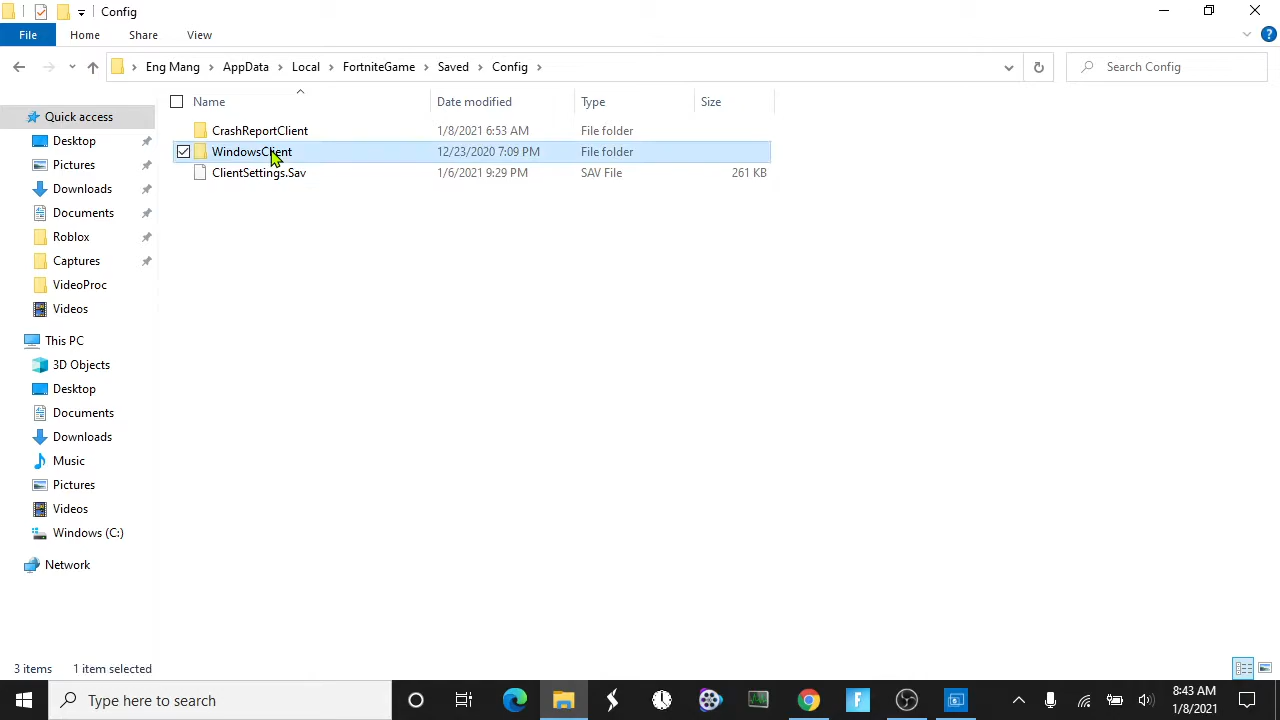 Config
File Home Share View
Eng Mang AppData Local FortniteGame Saved Config Search Config
Name Date modified Type Size
CrashReportClient 1/8/2021 6:53 AM File folder
WindowsClient 12/23/2020 7:09 PM File folder
ClientSettings.Sav 1/6/2021 9:29 PM SAV File 261 KB
Quick access
Desktop
Pictures
Downloads
Documents
Roblox
Captures
VideoProc
Videos
This PC
3D Objects
Desktop
Documents
Downloads
Music
Pictures
Videos
Windows (C:)
Network
3 items 1 item selected
Type here to search
8:43 AM
1/8/2021